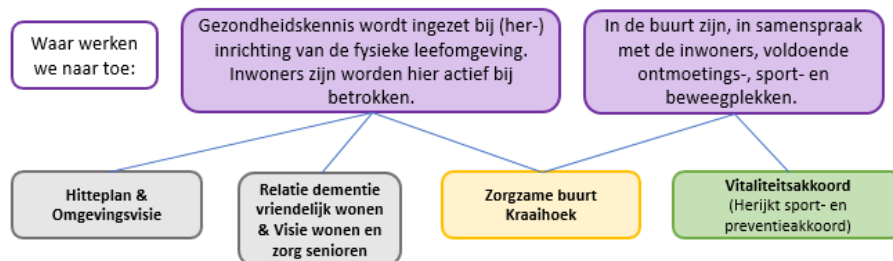 Waar werken
we naar toe:
Gezondheidskennis wordt ingezet bij (her-)
inrichting van de fysieke leefomgeving.
Inwoners zijn worden hier actief bij
betrokken.
In de buurt zijn, in samenspraak
met de inwoners, voldoende
ontmoetings-, sport- en
beweegplekken.
Hitteplan &
Omgevingsvisie
Relatie dementie
vriendelijk wonen
& Visie wonen en
zorg senioren
Zorgzame buurt
Kraaihoek
Vitaliteitsakkoord
(Herijkt sport- en
preventieakkoord)